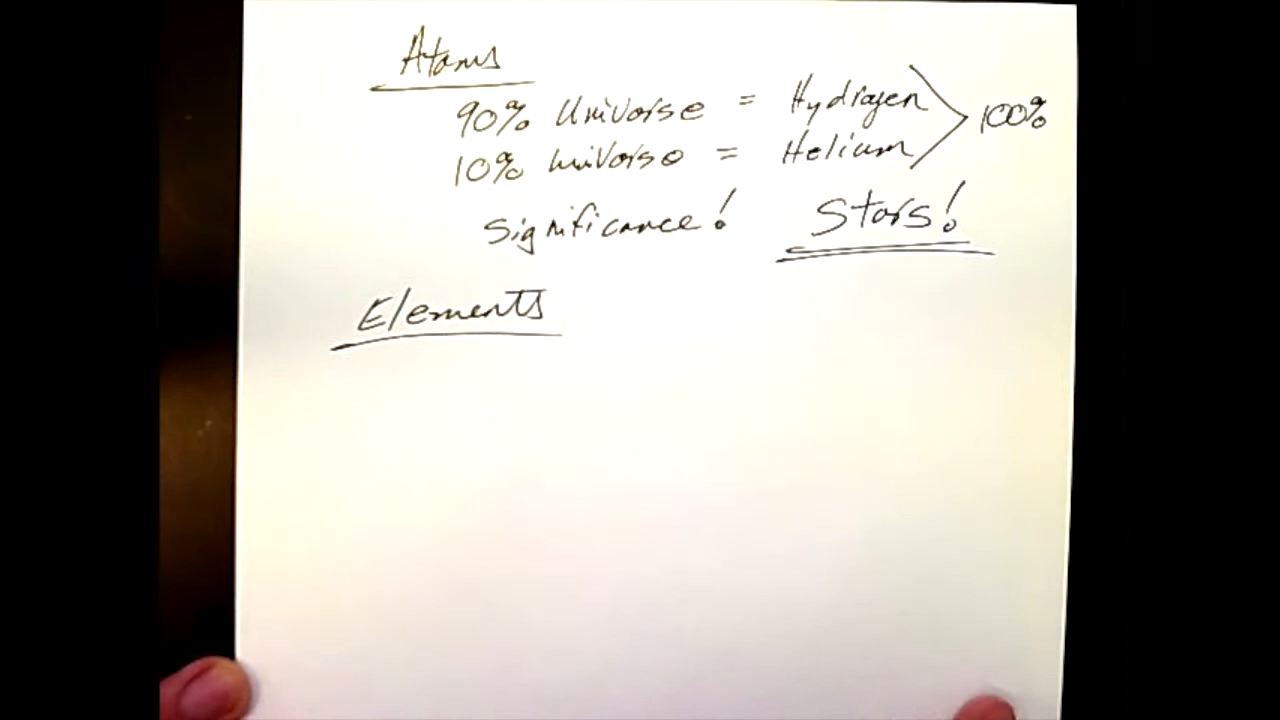 Atoms
90% Universe = Hydrogen
10% universe = Helium
100%
Significance! Stars!
Elements